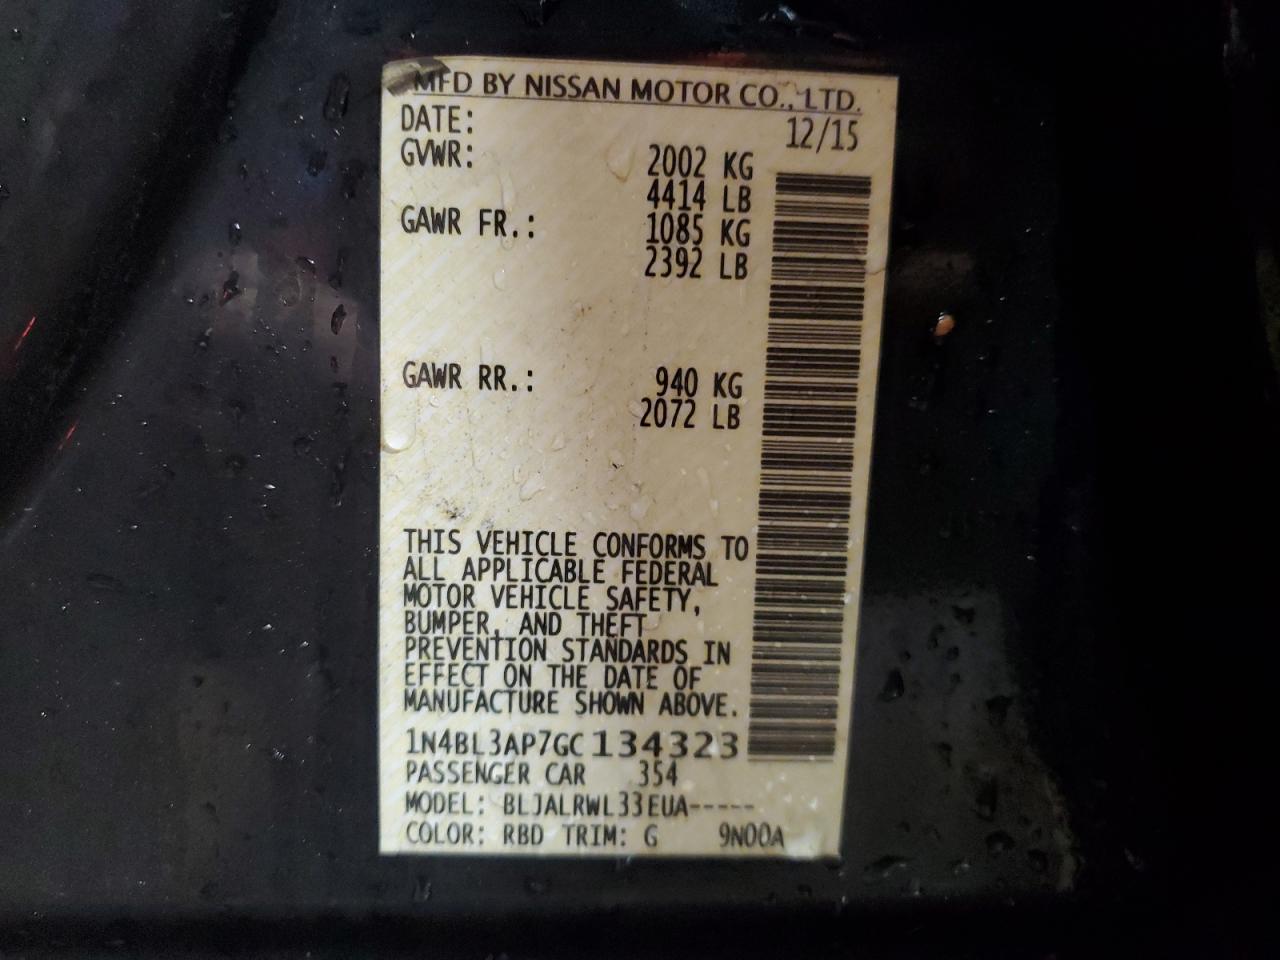 MFD BY NISSAN MOTOR CO., LTD.
DATE: 12/15
GVWR: 2002 KG
4414 LB
GAWR FR.: 1085 KG
2392 LB
GAWR RR.: 940 KG
2072 LB
THIS VEHICLE CONFORMS TO
ALL APPLICABLE FEDERAL
MOTOR VEHICLE SAFETY,
BUMPER, AND THEFT
PREVENTION STANDARDS IN
EFFECT ON THE DATE OF
MANUFACTURE SHOWN ABOVE.
1N4BL3AP7GC134323
PASSENGER CAR 354
MODEL: BLJALRWL33EUA-----
COLOR: RBD TRIM: G 9N00A